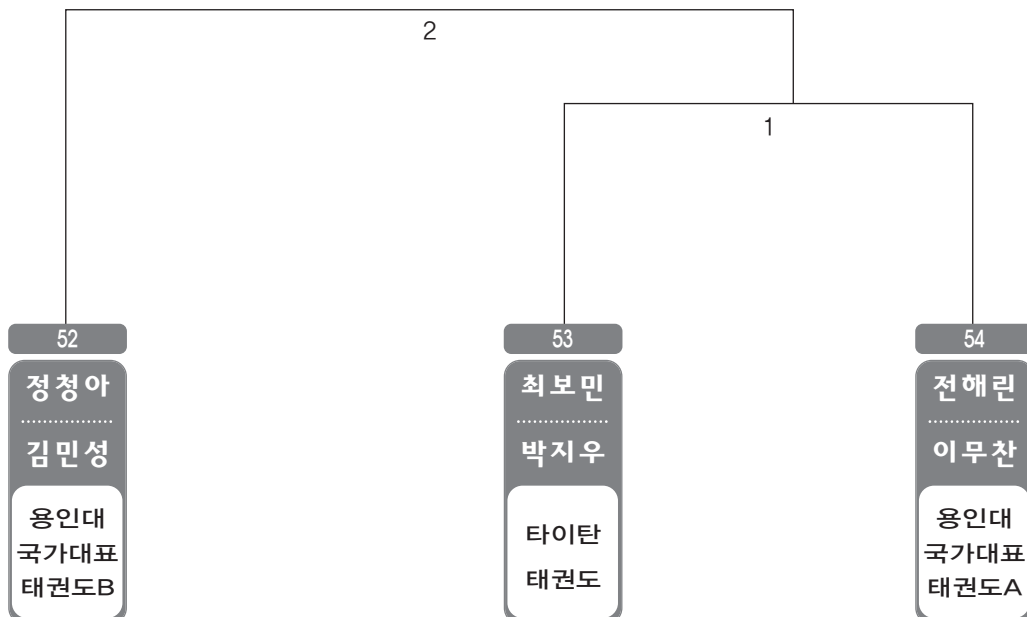 2
1
52
정청아
김민성
용인대
국가대표
태권도B
53
최보민
박지우
타이탄
태권도
54
전해린
이무찬
용인대
국가대표
태권도A